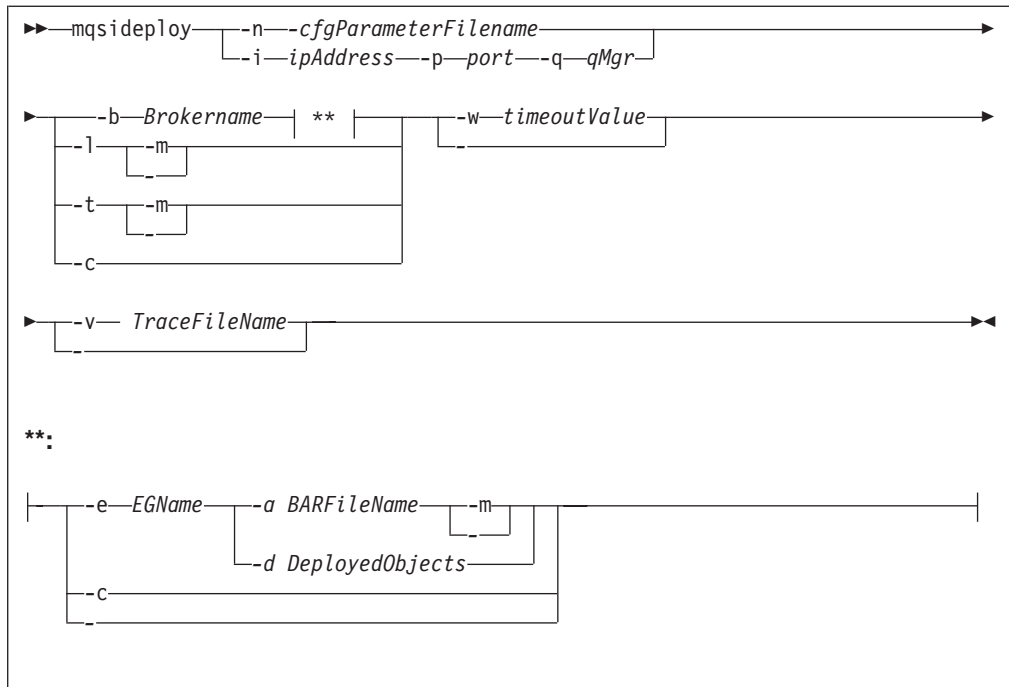 mqsideploy -n -cfgParameterFilename
-i ipAddress -p port -q qMgr
-b Brokername ** -w timeoutValue
-l -m -
-
-t -m
-
-c
-v TraceFileName
-
**:
-e EGName -a BARFileName -m
-
-d DeployedObjects
-c
-